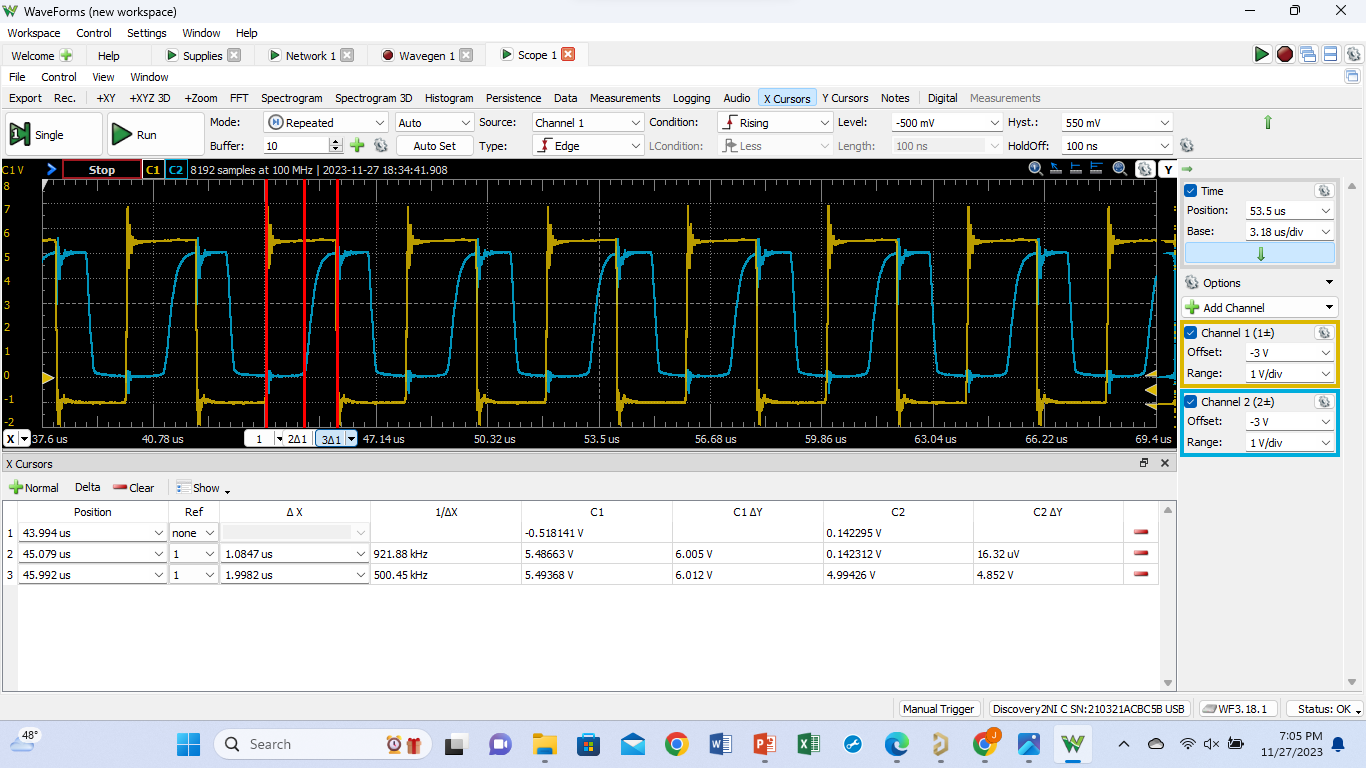 WaveForms (new workspace)
Workspace Control Settings Window Help
Welcome Help Supplies Network 1 Wavegen 1 Scope 1
File Control View Window
Export Rec. +XY +XYZ 3D +Zoom FFT Spectrogram Spectrogram 3D Histogram Persistence Data Measurements Logging Audio X Cursors Y Cursors Notes Digital Measurements
Single Run Mode: Repeated Auto Source: Channel 1 Condition: Rising Level: -500 mV Hyst.: 550 mV
Buffer: 10 Auto Set Type: Edge LCondition: Less Length: 100 ns HoldOff: 100 ns
C1 V Stop C1 C2 8192 samples at 100 MHz | 2023-11-27 18:34:41.908 Y
8
7
6
5
4
3
2
1
0
-1
-2
X 37.6 us 40.78 us 1 2Δ1 3Δ1 47.14 us 50.32 us 53.5 us 56.68 us 59.86 us 63.04 us 66.22 us 69.4 us
Time
Position: 53.5 us
Base: 3.18 us/div
Options
Add Channel
Channel 1 (1±)
Offset: -3 V
Range: 1 V/div
Channel 2 (2±)
Offset: -3 V
Range: 1 V/div
X Cursors
Normal Delta Clear Show
Position Ref Δ X 1/ΔX C1 C1 ΔY C2 C2 ΔY
1 43.994 us none -0.518141 V 0.142295 V
2 45.079 us 1 1.0847 us 921.88 kHz 5.48663 V 6.005 V 0.142312 V 16.32 uV
3 45.992 us 1 1.9982 us 500.45 kHz 5.49368 V 6.012 V 4.99426 V 4.852 V
Manual Trigger Discovery2NI C SN:210321ACBC5B USB WF3.18.1 Status: OK
48° Search J 7:05 PM
11/27/2023